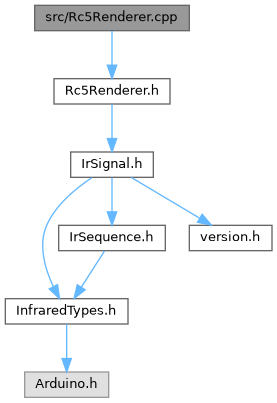 src/Rc5Renderer.cpp
Rc5Renderer.h
IrSignal.h
IrSequence.h
version.h
InfraredTypes.h
Arduino.h